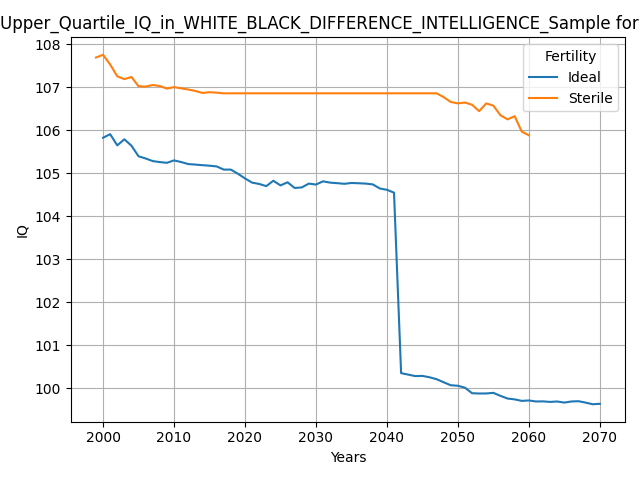 Upper_Quartile_IQ_in_WHITE_BLACK_DIFFERENCE_INTELLIGENCE_Sample for
108
107
106
105
104
103
102
101
100
IQ
Fertility
Ideal
Sterile
2000 2010 2020 2030 2040 2050 2060 2070
Years